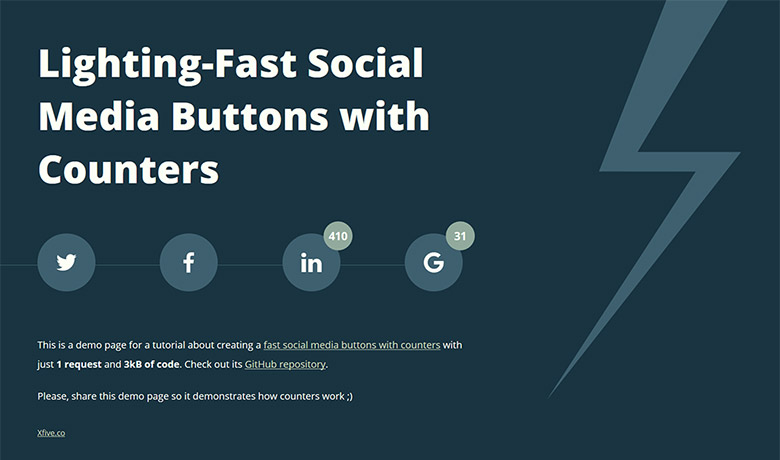 Lighting-Fast Social
Media Buttons with
Counters
410
31
in
G
This is a demo page for a tutorial about creating a fast social media buttons with counters with
just 1 request and 3kB of code. Check out its GitHub repository.
Please, share this demo page so it demonstrates how counters work ;)
Xfive.co